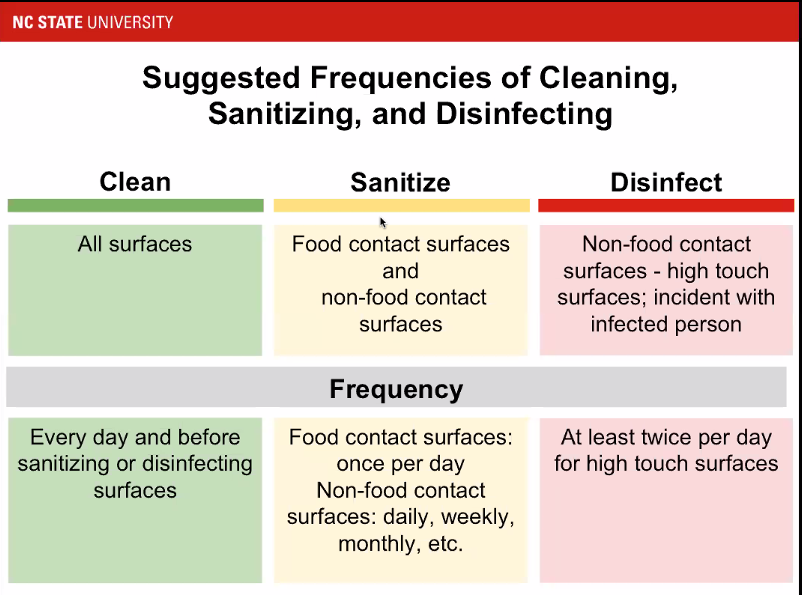 NC STATE UNIVERSITY
Suggested Frequencies of Cleaning,
Sanitizing, and Disinfecting
Clean
Sanitize
Disinfect
All surfaces
Food contact surfaces
and
non-food contact
surfaces
Non-food contact
surfaces - high touch
surfaces; incident with
infected person
Frequency
Every day and before
sanitizing or disinfecting
surfaces
Food contact surfaces:
once per day
Non-food contact
surfaces: daily, weekly,
monthly, etc.
At least twice per day
for high touch surfaces